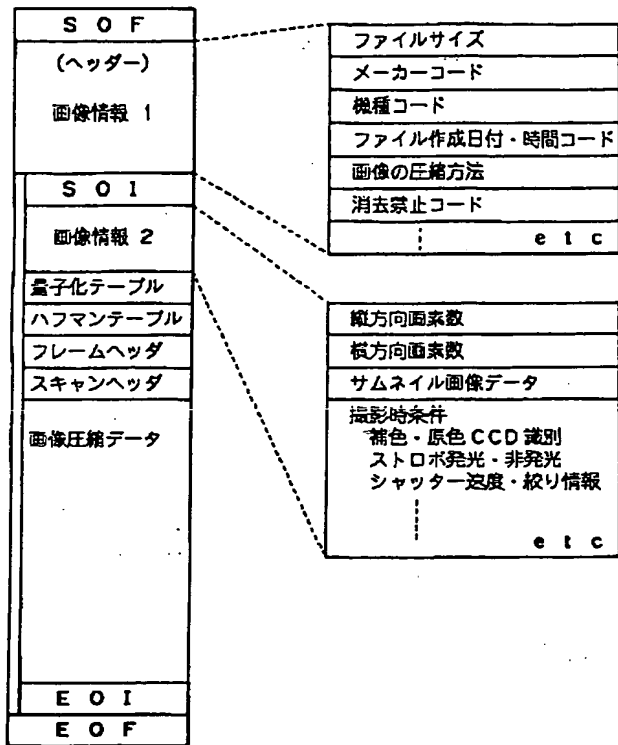 SOF
(ヘッダー)
画像情報 1
SOI
画像情報 2
量子化テーブル
ハフマンテーブル
フレームヘッダ
スキャンヘッダ
画像圧縮データ
EOI
EOF
ファイルサイズ
メーカーコード
機種コード
ファイル作成日付・時間コード
画像の圧縮方法
消去禁止コード
etc
縦方向画素数
横方向画素数
サムネイル画像データ
撮影時条件
補色・原色CCD識別
ストロボ発光・非発光
シャッター速度・絞り情報
etc